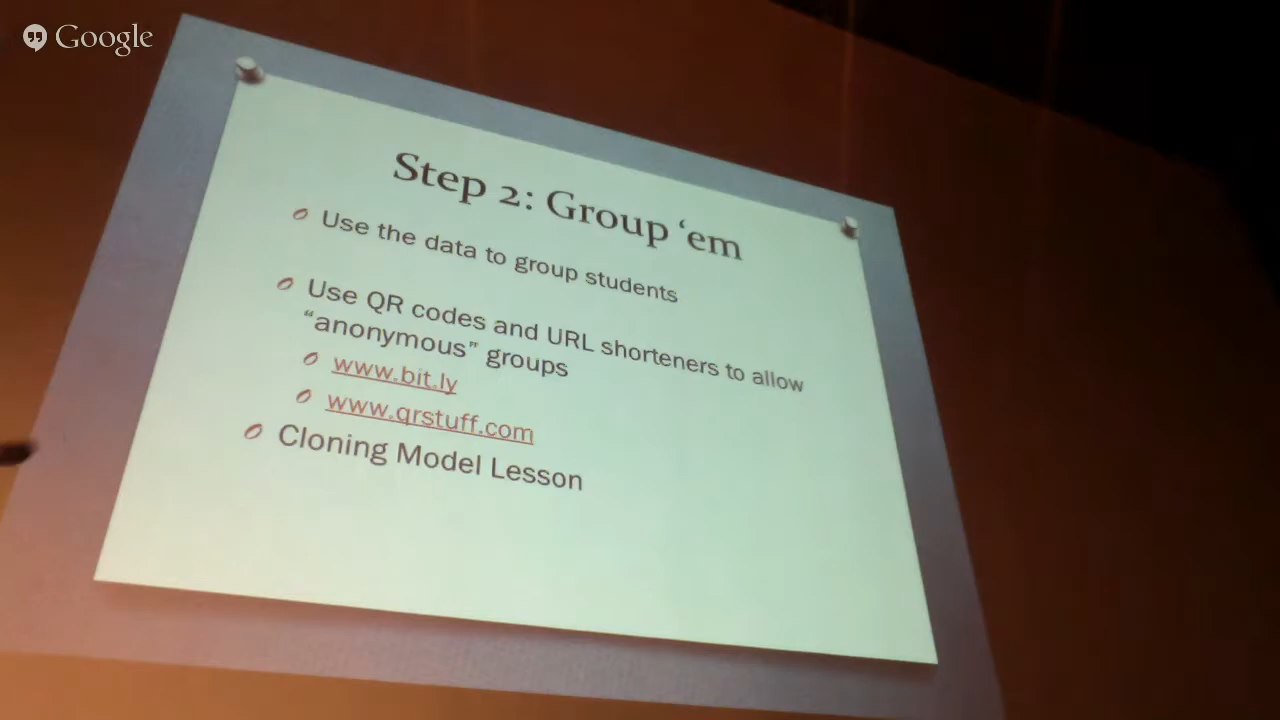 Google
Step 2: Group ‘em
Use the data to group students
Use QR codes and URL shorteners to allow
“anonymous” groups
www.bit.ly
www.qrstuff.com
Cloning Model Lesson